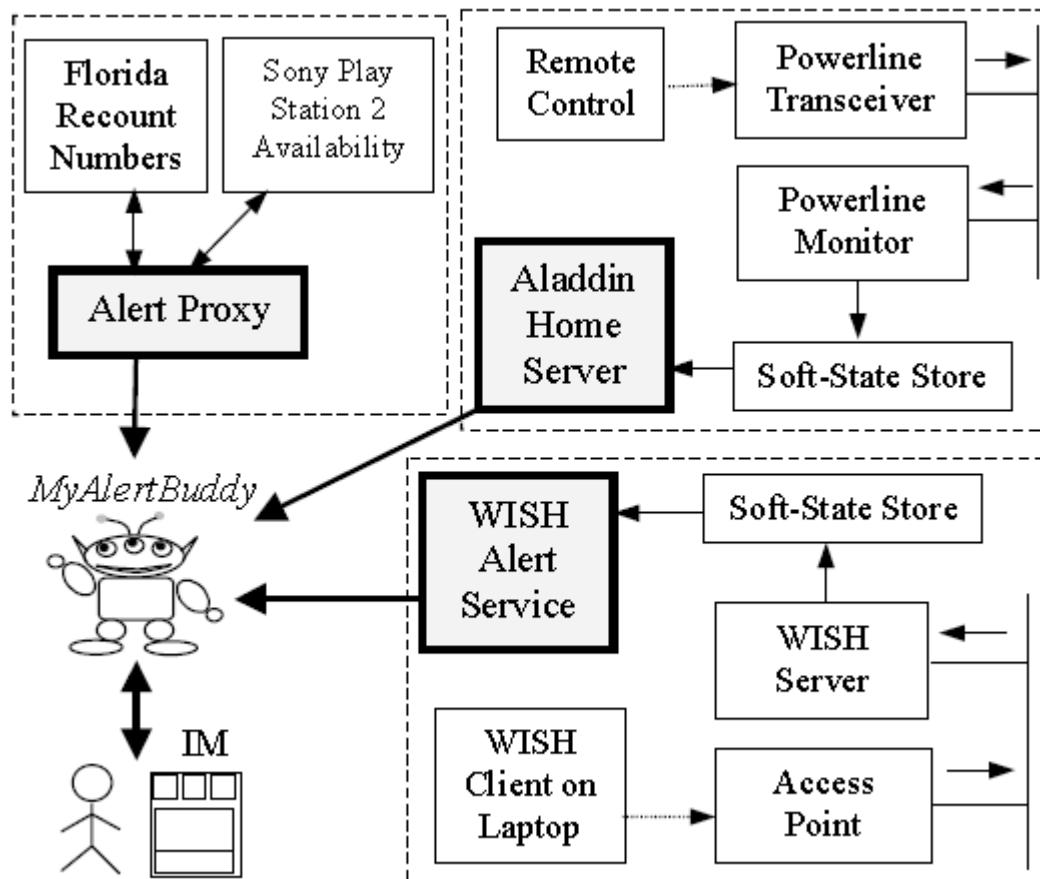 Florida
Recount
Numbers
Sony Play
Station 2
Availability
Alert Proxy
Remote
Control
Powerline
Transceiver
Powerline
Monitor
Aladdin
Home
Server
Soft-State Store
MyAlertBuddy
WISH
Alert
Service
Soft-State Store
WISH
Server
IM
WISH
Client on
Laptop
Access
Point